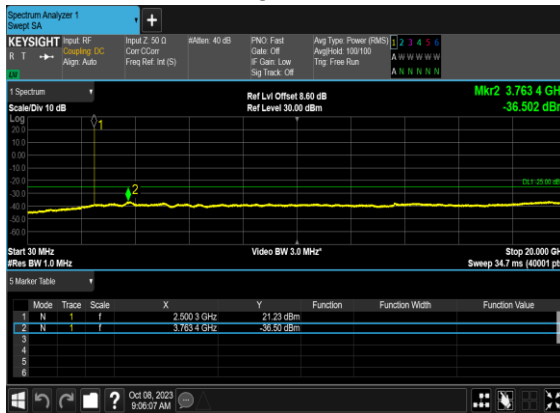 Spectrum Analyzer 1
Swept SA
KEYSIGHT
R T
Input: RF
Coupling: DC
Align: Auto
Input Z: 50 Ω
Corr CCorr
Freq Ref: Int (S)
#Atten: 40 dB
PNO: Fast
Gate: Off
IF Gain: Low
Sig Track: Off
Avg Type: Power (RMS)
Avg|Hold: 100/100
Trig: Free Run
1 2 3 4 5 6
A W W W W W
A N N N N N
1 Spectrum
Scale/Div 10 dB
Ref Lvl Offset 8.60 dB
Ref Level 30.00 dBm
Mkr2 3.763 4 GH
-36.502 dBr
Log
20.0
10.0
0.00
-10.0
-20.0
-30.0
-40.0
-50.0
-60.0
1
2
Start 30 MHz
#Res BW 1.0 MHz
Video BW 3.0 MHz*
Stop 20.000 GH
Sweep 34.7 ms (40001 pts
5 Marker Table
Mode Trace Scale X Y Function Function Width Function Value
1 N 1 f 2.500 3 GHz 21.23 dBm
2 N 1 f 3.763 4 GHz -36.50 dBm
3
4
5
6
?
Oct 08, 2023
9:06:07 AM